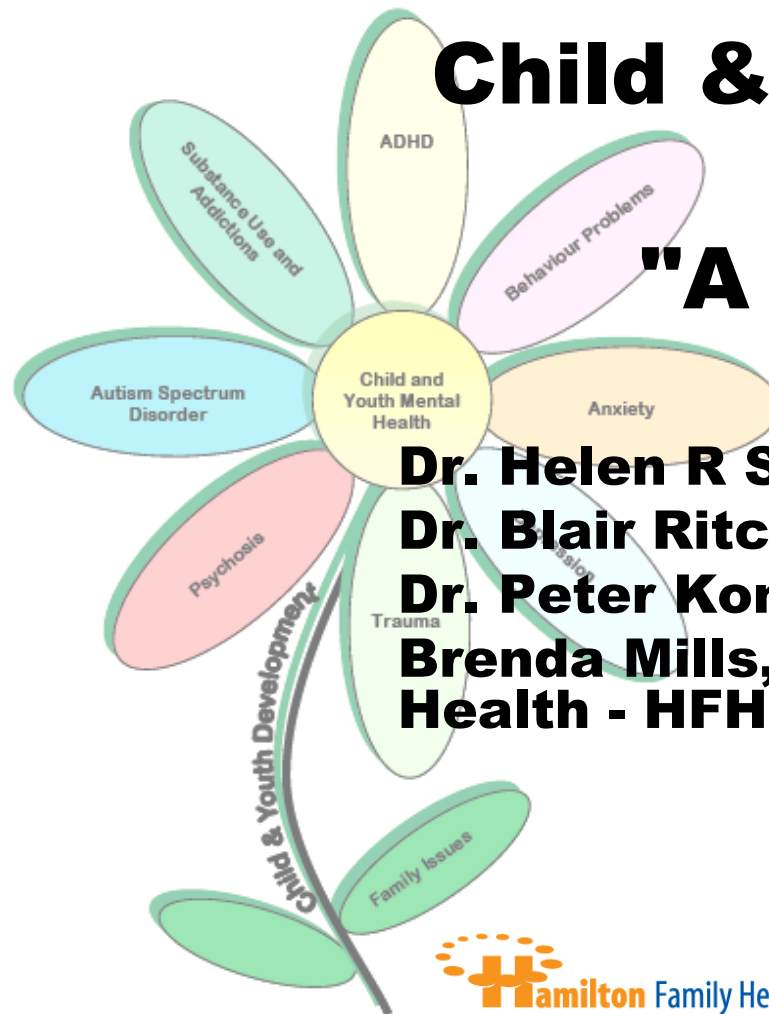 Child &
"A
ADHD
Substance Use and
Addictions
Behaviour Problems
Autism Spectrum
Disorder
Child and
Youth Mental
Health
Anxiety
Dr. Helen R S
Dr. Blair Ritc
Dr. Peter Kor
Brenda Mills,
Health - HFH
Psychosis
Trauma
Child & Youth Development
Family Issues
Hamilton Family He